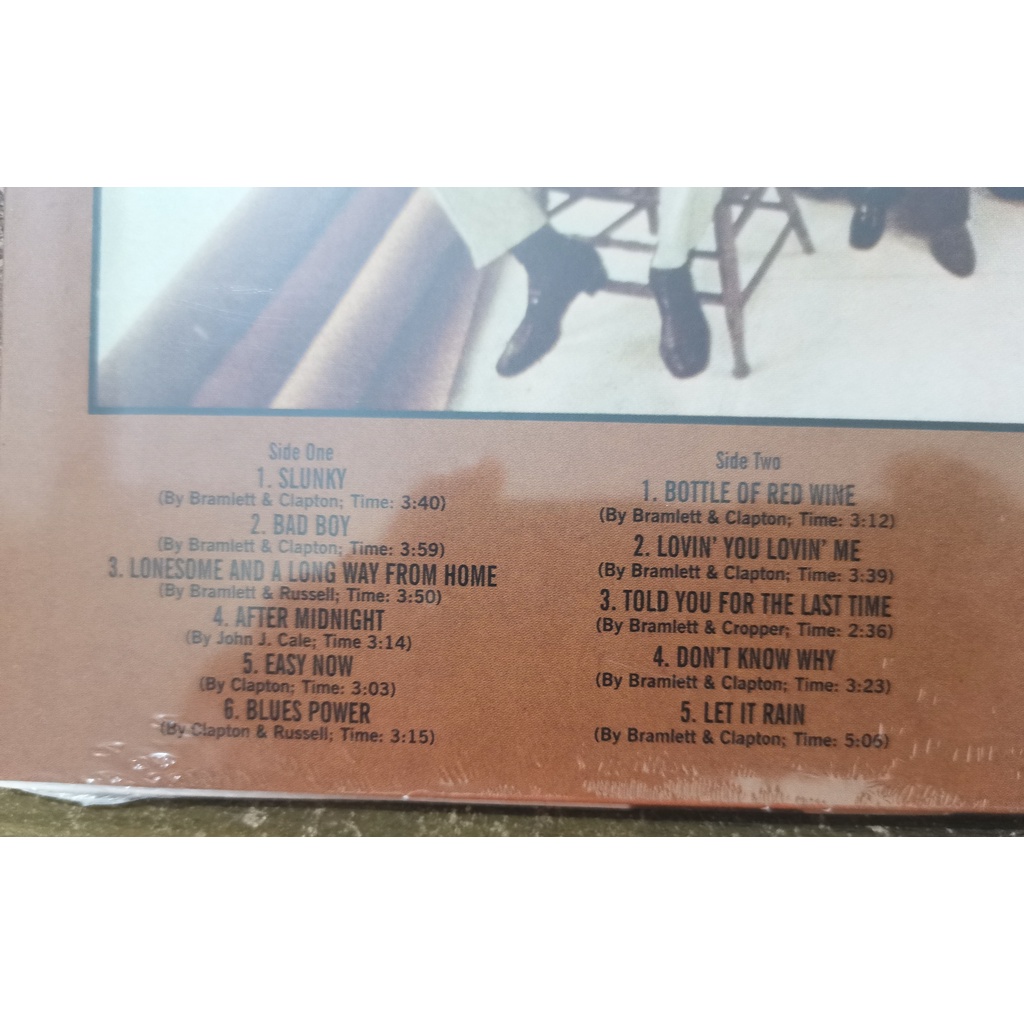 Side One
1. SLUNKY
(By Bramlett & Clapton; Time: 3:40)
2. BAD BOY
(By Bramlett & Clapton; Time: 3:59)
3. LONESOME AND A LONG WAY FROM HOME
(By Bramlett & Russell; Time: 3:50)
4. AFTER MIDNIGHT
(By John J. Cale; Time 3:14)
5. EASY NOW
(By Clapton; Time: 3:03)
6. BLUES POWER
(By Clapton & Russell; Time: 3:15)
Side Two
1. BOTTLE OF RED WINE
(By Bramlett & Clapton; Time: 3:12)
2. LOVIN' YOU LOVIN' ME
(By Bramlett & Clapton; Time: 3:39)
3. TOLD YOU FOR THE LAST TIME
(By Bramlett & Cropper; Time: 2:36)
4. DON'T KNOW WHY
(By Bramlett & Clapton; Time: 3:23)
5. LET IT RAIN
(By Bramlett & Clapton; Time: 5:06)